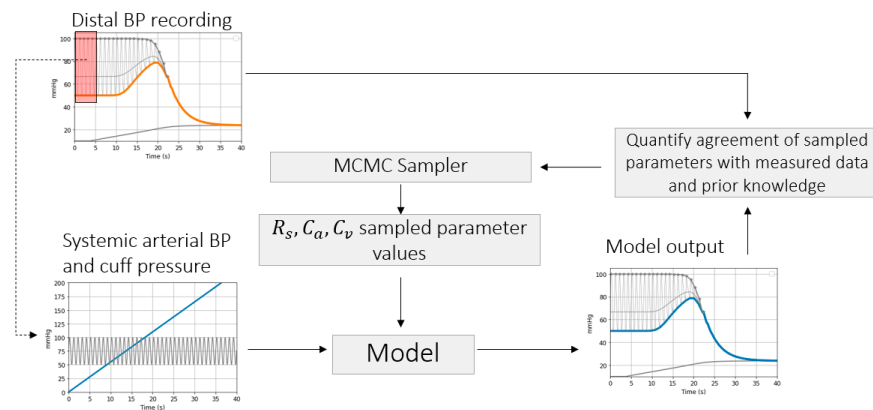 Distal BP recording
100
80
60
40
20
mmHg
0 5 10 15 20 25 30 35 40
Time (s)
Quantify agreement of sampled
parameters with measured data
and prior knowledge
MCMC Sampler
R_s, C_a, C_v sampled parameter
values
Systemic arterial BP
and cuff pressure
200
175
150
125
100
75
50
25
0
mmHg
0 5 10 15 20 25 30 35 40
Time (s)
Model
Model output
100
80
60
40
20
mmHg
0 5 10 15 20 25 30 35 40
Time (s)